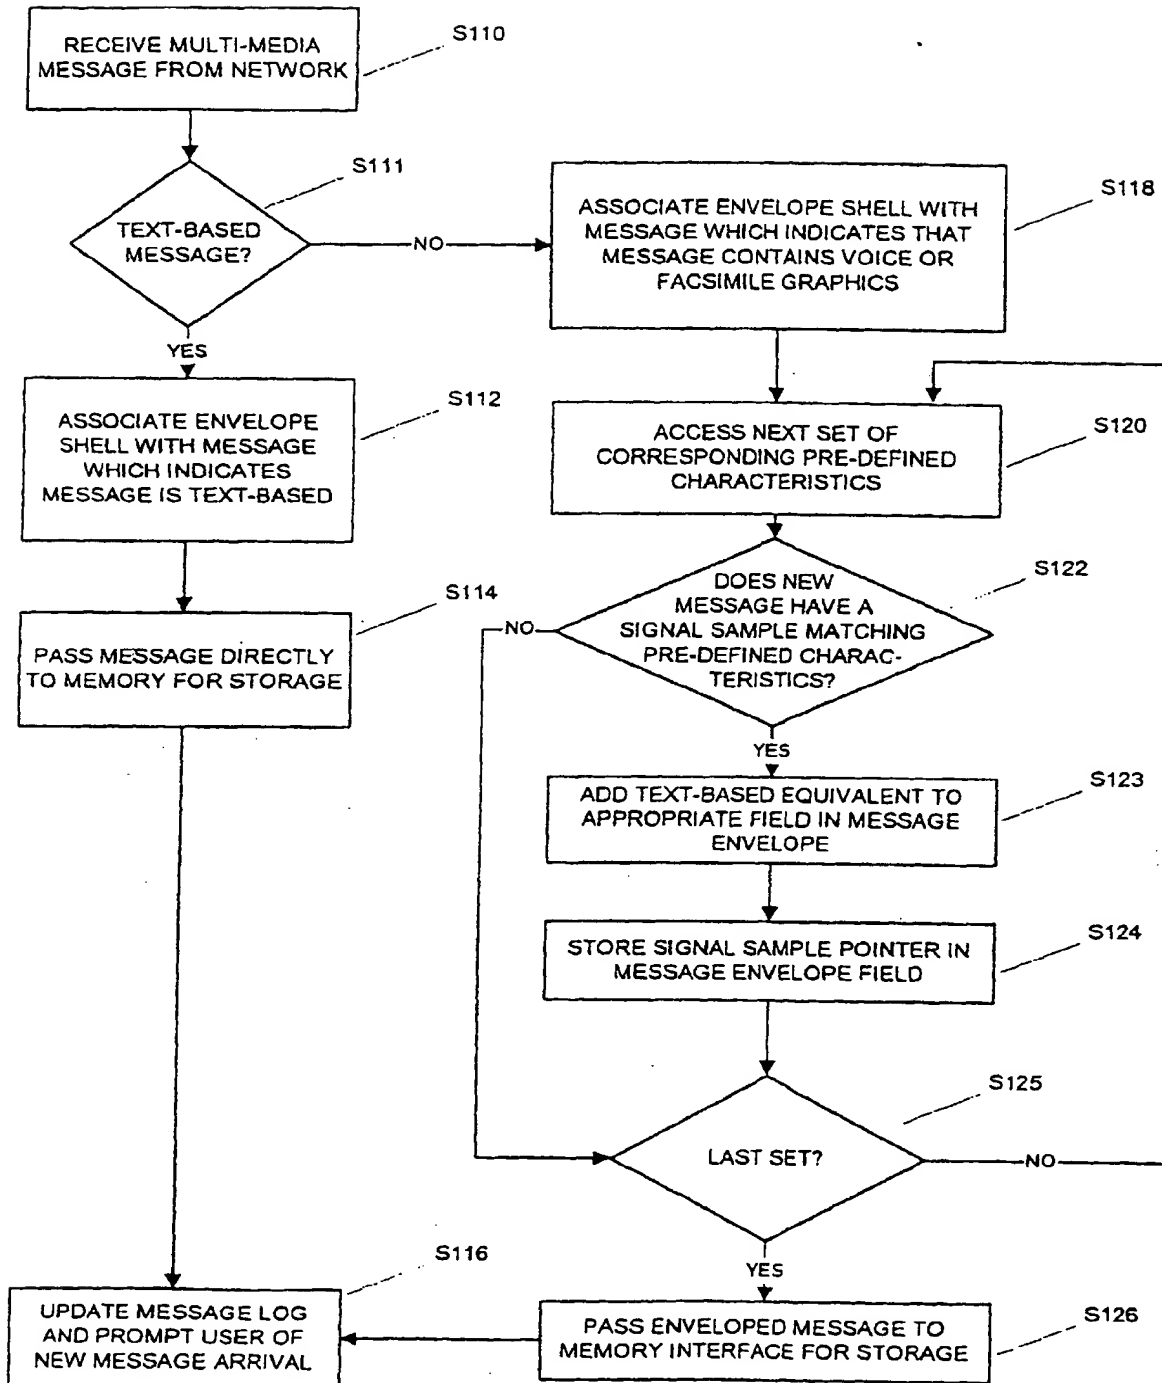 RECEIVE MULTI-MEDIA
MESSAGE FROM NETWORK
S110
TEXT-BASED
MESSAGE?
S111
NO
YES
ASSOCIATE ENVELOPE SHELL WITH
MESSAGE WHICH INDICATES THAT
MESSAGE CONTAINS VOICE OR
FACSIMILE GRAPHICS
S118
ASSOCIATE ENVELOPE
SHELL WITH MESSAGE
WHICH INDICATES
MESSAGE IS TEXT-BASED
S112
ACCESS NEXT SET OF
CORRESPONDING PRE-DEFINED
CHARACTERISTICS
S120
PASS MESSAGE DIRECTLY
TO MEMORY FOR STORAGE
S114
DOES NEW
MESSAGE HAVE A
SIGNAL SAMPLE MATCHING
PRE-DEFINED CHARAC-
TERISTICS?
S122
NO
YES
ADD TEXT-BASED EQUIVALENT TO
APPROPRIATE FIELD IN MESSAGE
ENVELOPE
S123
STORE SIGNAL SAMPLE POINTER IN
MESSAGE ENVELOPE FIELD
S124
LAST SET?
S125
NO
YES
UPDATE MESSAGE LOG
AND PROMPT USER OF
NEW MESSAGE ARRIVAL
S116
PASS ENVELOPED MESSAGE TO
MEMORY INTERFACE FOR STORAGE
S126